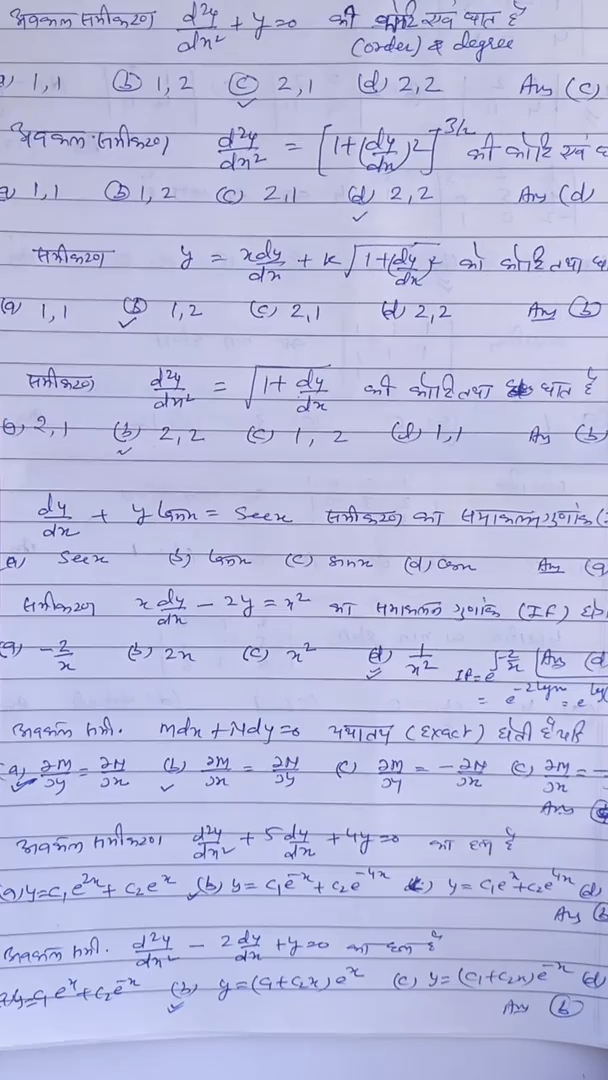 अवकल समीकरण d²y/dx² + y = 0 की कोटि एवं घात है
(order) & degree
a) 1,1 (b) 1,2 (c) 2,1 (d) 2,2 Ans (c)
अवकल समीकरण d²y/dx² = [1+(dy/dx)²]^3/2 की कोटि एवं घ
a) 1,1 (b) 1,2 (c) 2,1 (d) 2,2 Ans (d
समीकरण y = xdy/dx + k√1+(dy/dx)² की कोटि तथा घ
(a) 1,1 (b) 1,2 (c) 2,1 (d) 2,2 Ans (b)
समीकरण d²y/dx² = √1+dy/dx की कोटि तथा घात है
(a) 2,1 (b) 2,2 (c) 1,2 (d) 1,1 Ans (b)
dy/dx + y tanx = secx समीकरण का समाकलन गुणांक (
a) secx (b) tanx (c) sinx (d) cosx Ans (a
समीकरण xdy/dx - 2y = x² का समाकलन गुणांक (IF) होगा
(a) -2/x (b) 2x (c) x² (d) 1/x² Ans (d
IF = e^∫-2/x
= e^-2logx = e^log
अवकल समी. mdx + Ndy = 0 यथातथ (Exact) होती है यदि
(a) ∂M/∂y = ∂N/∂x (b) ∂M/∂x = ∂N/∂y (c) ∂M/∂y = -∂N/∂x (c) ∂M/∂x = -
Ans (a
अवकल समीकरण d²y/dx² + 5dy/dx + 4y = 0 का हल है
(a) y = c₁e^2x + c₂e^x (b) y = c₁e^-x + c₂e^-4x (c) y = c₁e^x + c₂e^4x (d)
Ans (b
अवकल समी. d²y/dx² - 2dy/dx + y = 0 का हल है
y = c₁e^x + c₂e^-x (b) y = (c₁+c₂x)e^x (c) y = (c₁+c₂x)e^-x (d)
Ans (b)